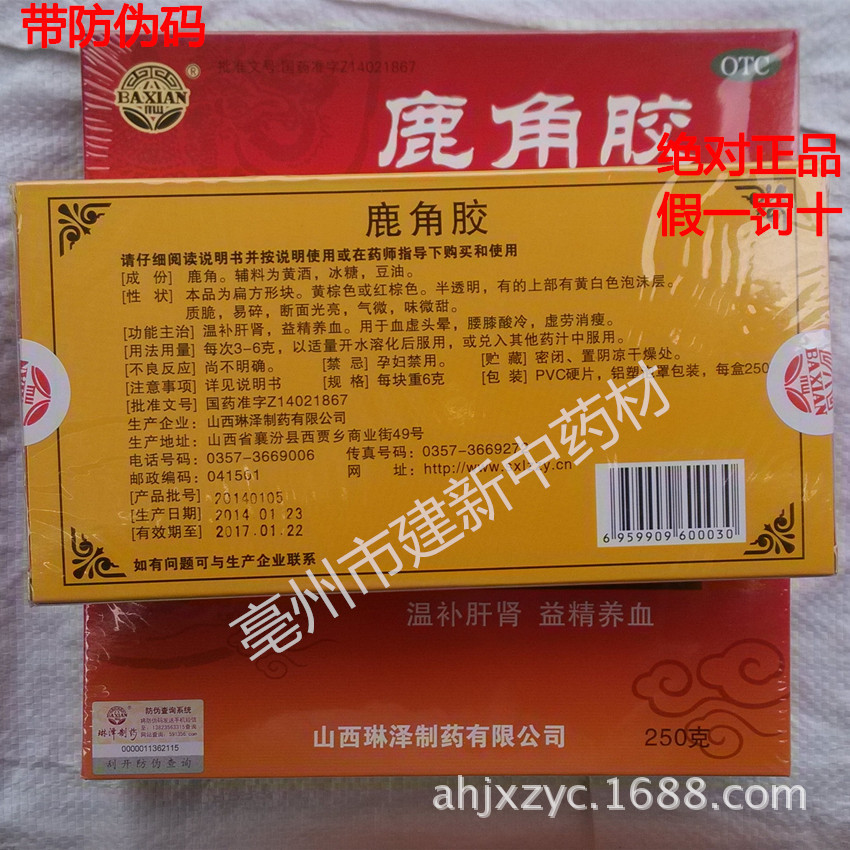 带防伪码
批准文号:国药准字Z14021867
BAXIAN
®
OTC
鹿角胶
绝对正品
假一罚十
鹿角胶
请仔细阅读说明书并按说明使用或在药师指导下购买和使用
[成 份] 鹿角。辅料为黄酒，冰糖，豆油。
[性 状] 本品为扁方形块。黄棕色或红棕色。半透明，有的上部有黄白色泡沫层。
质脆，易碎，断面光亮，气微，味微甜。
[功能主治] 温补肝肾，益精养血。用于血虚头晕，腰膝酸冷，虚劳消瘦。
[用法用量] 每次3-6克，以适量开水溶化后服用，或兑入其他药汁中服用。
[不良反应] 尚不明确。 [禁 忌] 孕妇禁用。 [贮 藏] 密闭、置阴凉干燥处。
[注意事项] 详见说明书 [规 格] 每块重6克 [包 装] PVC硬片，铝塑 罩包装，每盒250
[批准文号] 国药准字Z14021867
生产企业：山西琳泽制药有限公司
生产地址：山西省襄汾县西贾乡商业街49号
电话号码：0357-3669006 传真号码：0357-366927
邮政编码：041501 网 址：http://www.sxlzzy.cn
[产品批号] 20140105
[生产日期] 2014 01 23
[有效期至] 2017.01.22
如有问题可与生产企业联系
6 959909 600030
BAXIAN
BAXIAN
亳州市建新中药材
温补肝肾 益精养血
防伪查询系统
琳泽制药
0000011362115
刮开防伪查询
山西琳泽制药有限公司
250克
ahjxzyc.1688.com